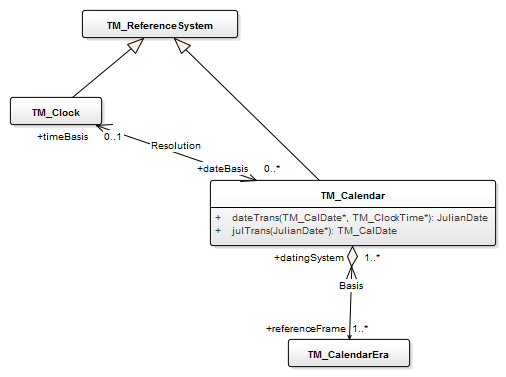 TM_ReferenceSystem
TM_Clock
+timeBasis 0..1
Resolution
+dateBasis 0..*
TM_Calendar
+ dateTrans(TM_CalDate*, TM_ClockTime*): JulianDate
+ julTrans(JulianDate*): TM_CalDate
+datingSystem 1..*
Basis
+referenceFrame 1..*
TM_CalendarEra